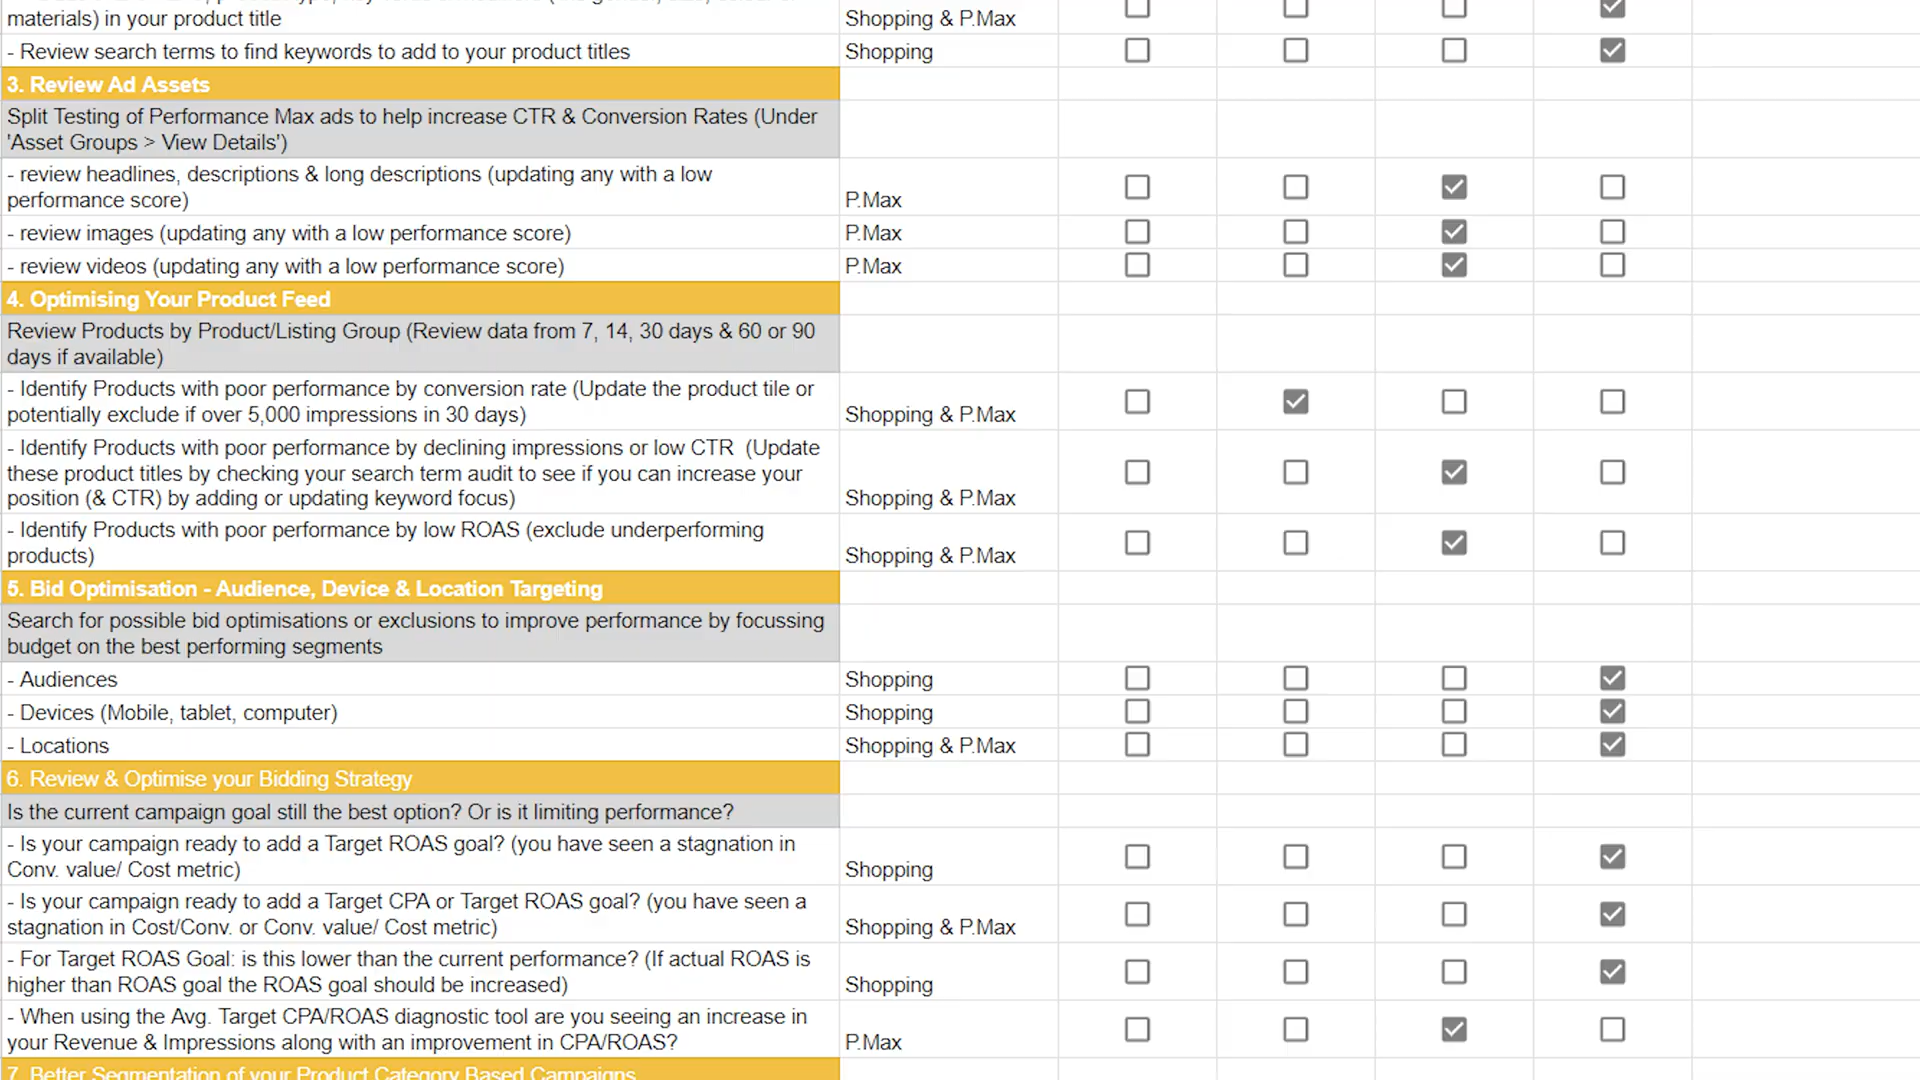 materials) in your product title
Shopping & P.Max
- Review search terms to find keywords to add to your product titles
Shopping
3. Review Ad Assets
Split Testing of Performance Max ads to help increase CTR & Conversion Rates (Under
'Asset Groups > View Details')
- review headlines, descriptions & long descriptions (updating any with a low
performance score)
P.Max
- review images (updating any with a low performance score)
P.Max
- review videos (updating any with a low performance score)
P.Max
4. Optimising Your Product Feed
Review Products by Product/Listing Group (Review data from 7, 14, 30 days & 60 or 90
days if available)
- Identify Products with poor performance by conversion rate (Update the product tile or
potentially exclude if over 5,000 impressions in 30 days)
Shopping & P.Max
- Identify Products with poor performance by declining impressions or low CTR (Update
these product titles by checking your search term audit to see if you can increase your
position (& CTR) by adding or updating keyword focus)
Shopping & P.Max
- Identify Products with poor performance by low ROAS (exclude underperforming
products)
Shopping & P.Max
5. Bid Optimisation - Audience, Device & Location Targeting
Search for possible bid optimisations or exclusions to improve performance by focussing
budget on the best performing segments
- Audiences
Shopping
- Devices (Mobile, tablet, computer)
Shopping
- Locations
Shopping & P.Max
6. Review & Optimise your Bidding Strategy
Is the current campaign goal still the best option? Or is it limiting performance?
- Is your campaign ready to add a Target ROAS goal? (you have seen a stagnation in
Conv. value/ Cost metric)
Shopping
- Is your campaign ready to add a Target CPA or Target ROAS goal? (you have seen a
stagnation in Cost/Conv. or Conv. value/ Cost metric)
Shopping & P.Max
- For Target ROAS Goal: is this lower than the current performance? (If actual ROAS is
higher than ROAS goal the ROAS goal should be increased)
Shopping
- When using the Avg. Target CPA/ROAS diagnostic tool are you seeing an increase in
your Revenue & Impressions along with an improvement in CPA/ROAS?
P.Max
7. Better Segmentation of your Product Category Based Campaigns